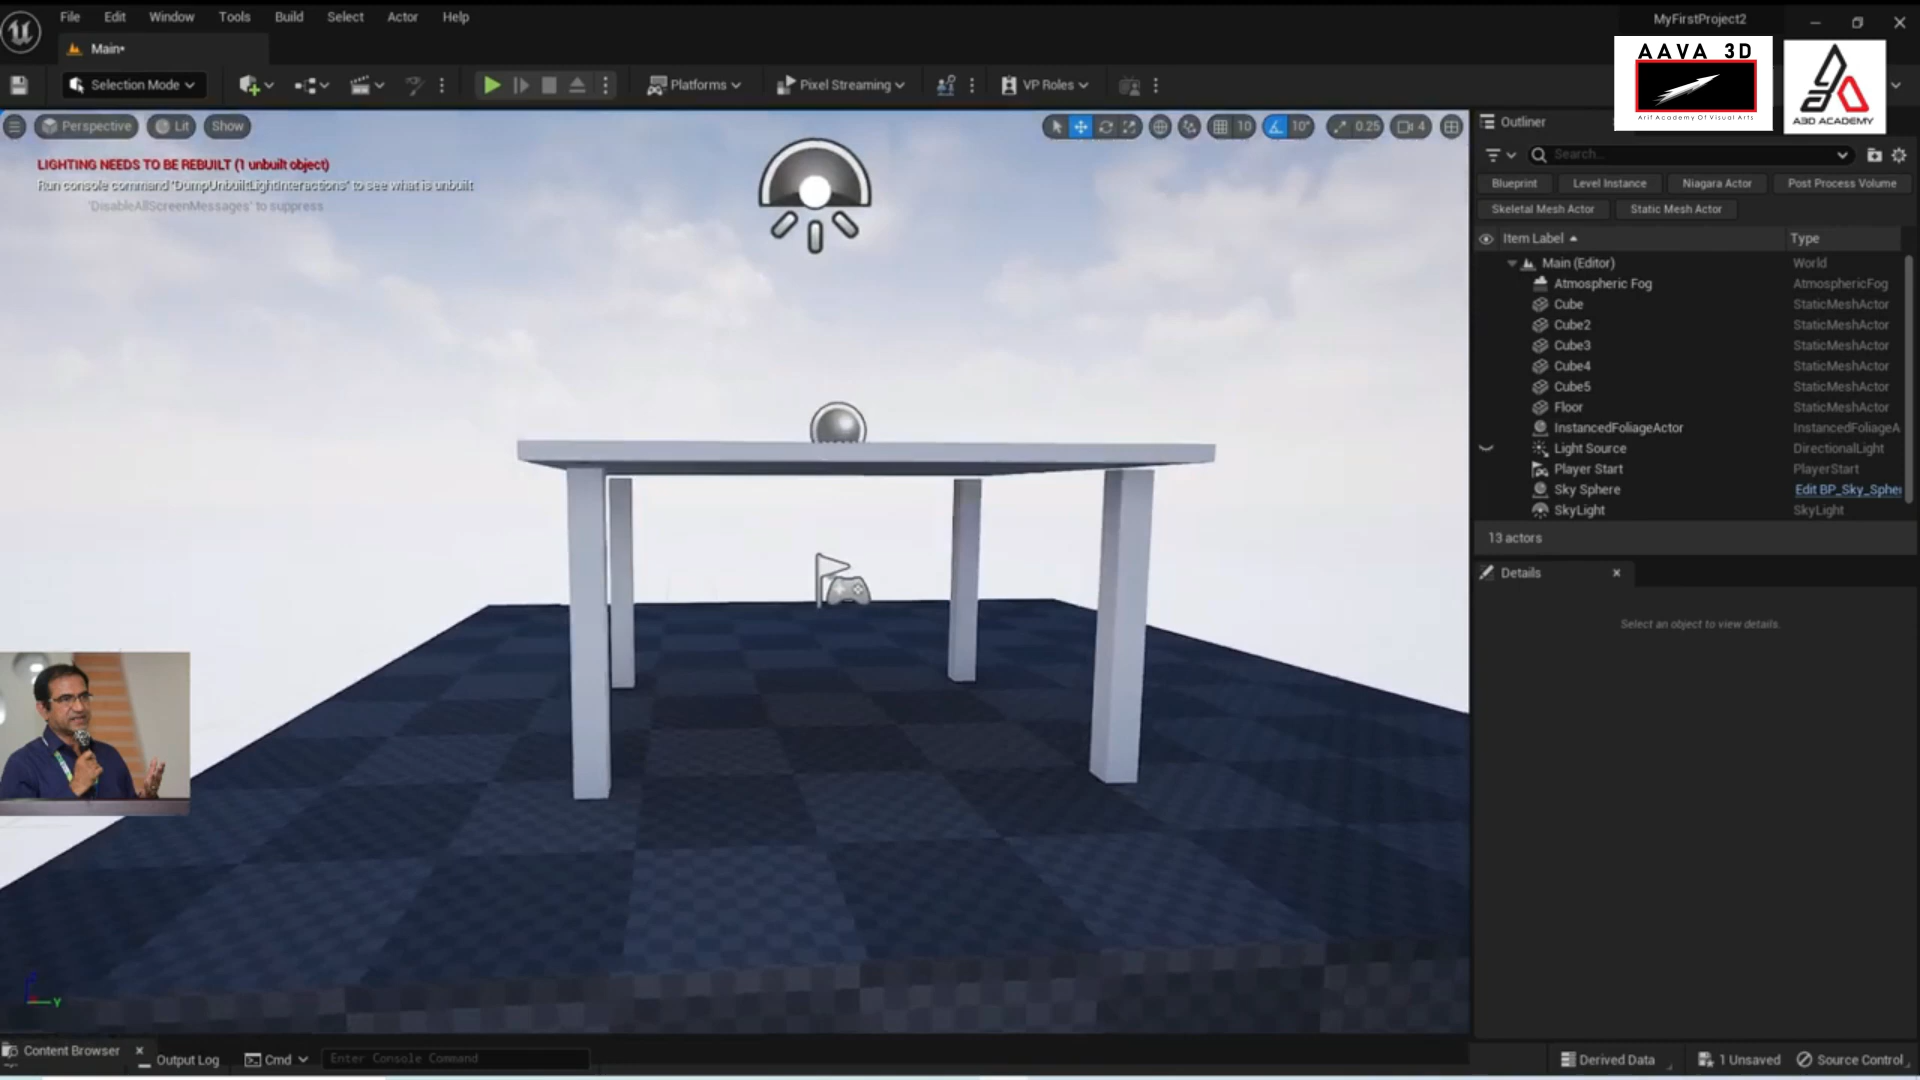 File Edit Window Tools Build Select Actor Help
MyFirstProject2
Main•
AAVA 3D
Arif Academy Of Visual Arts
A3D ACADEMY
Selection Mode
Platforms
Pixel Streaming
VP Roles
Perspective
Lit
Show
10
10°
0.25
4
LIGHTING NEEDS TO BE REBUILT (1 unbuilt object)
Run console command 'DumpUnbuiltLightInteractions' to see what is unbuilt
'DisableAllScreenMessages' to suppress
Outliner
Search...
Blueprint Level Instance Niagara Actor Post Process Volume
Skeletal Mesh Actor Static Mesh Actor
Item Label Type
Main (Editor) World
Atmospheric Fog AtmosphericFog
Cube StaticMeshActor
Cube2 StaticMeshActor
Cube3 StaticMeshActor
Cube4 StaticMeshActor
Cube5 StaticMeshActor
Floor StaticMeshActor
InstancedFoliageActor InstancedFoliageA
Light Source DirectionalLight
Player Start PlayerStart
Sky Sphere Edit BP_Sky_Spher
SkyLight SkyLight
13 actors
Details
Select an object to view details.
Y
Content Browser
Output Log
Cmd
Enter Console Command
Derived Data
1 Unsaved
Source Control